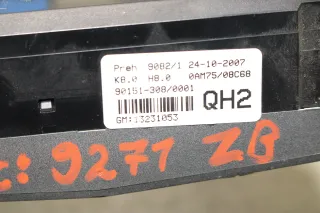 Preh 9082/1 24-10-2007
KB.0 HB.0 0AM75/08C68
90151-308/0001
QH2
GM:13231053
: 9271 ZB